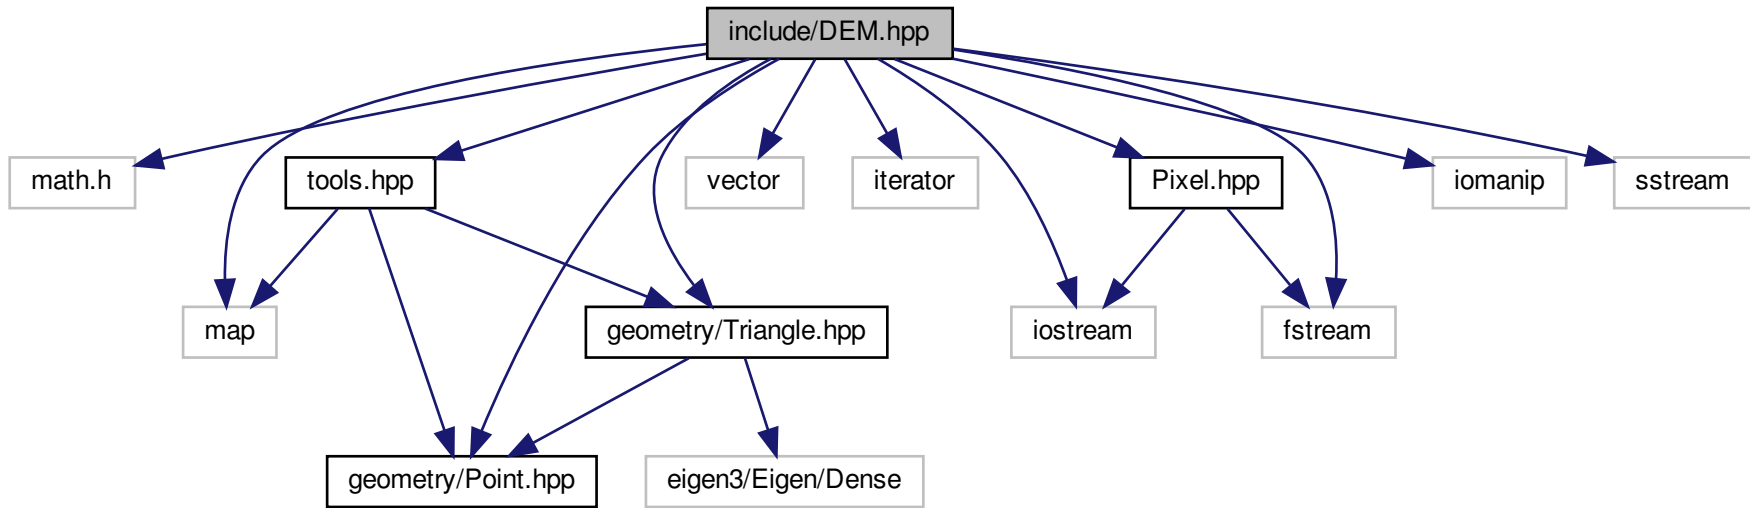 include/DEM.hpp
math.h
tools.hpp
vector
iterator
Pixel.hpp
iomanip
sstream
map
geometry/Triangle.hpp
iostream
fstream
geometry/Point.hpp
eigen3/Eigen/Dense